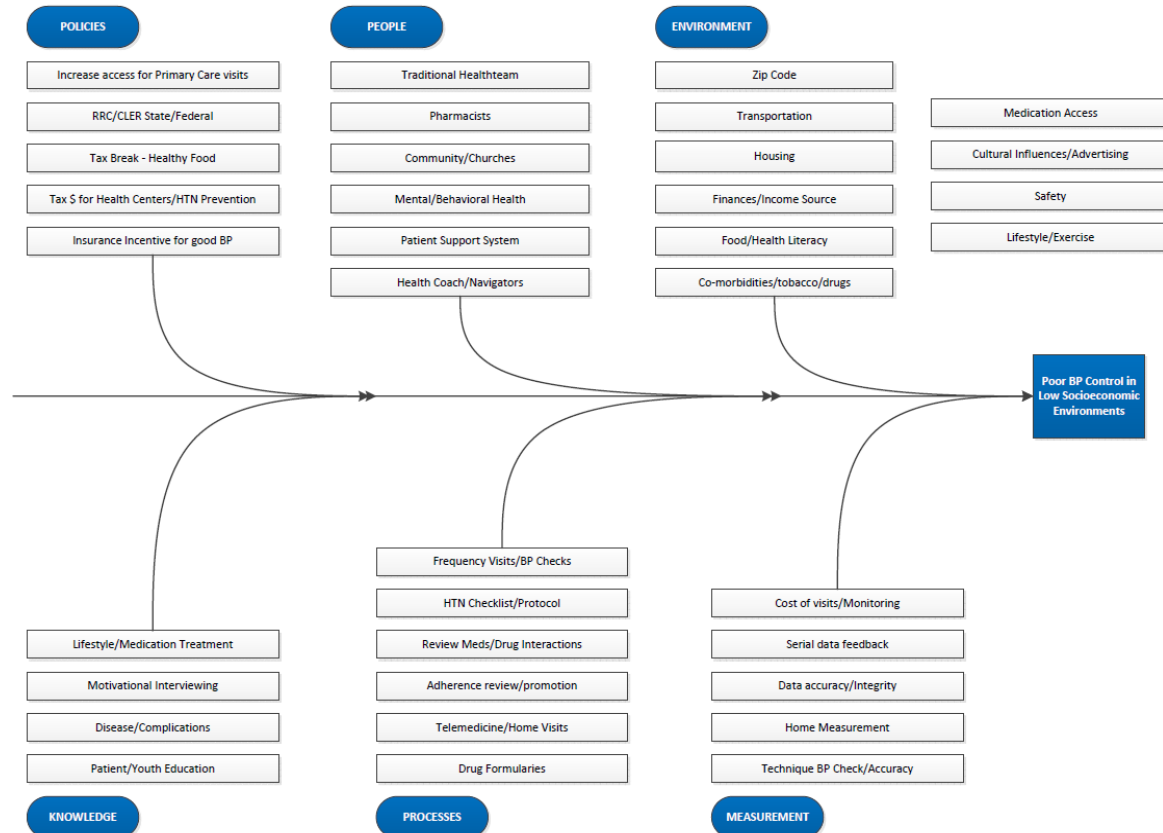 POLICIES
Increase access for Primary Care visits
RRC/CLER State/Federal
Tax Break - Healthy Food
Tax $ for Health Centers/HTN Prevention
Insurance Incentive for good BP
PEOPLE
Traditional Healthteam
Pharmacists
Community/Churches
Mental/Behavioral Health
Patient Support System
Health Coach/Navigators
ENVIRONMENT
Zip Code
Transportation
Housing
Finances/Income Source
Food/Health Literacy
Co-morbidities/tobacco/drugs
Medication Access
Cultural Influences/Advertising
Safety
Lifestyle/Exercise
Poor BP Control in
Low Socioeconomic
Environments
Lifestyle/Medication Treatment
Motivational Interviewing
Disease/Complications
Patient/Youth Education
KNOWLEDGE
Frequency Visits/BP Checks
HTN Checklist/Protocol
Review Meds/Drug Interactions
Adherence review/promotion
Telemedicine/Home Visits
Drug Formularies
PROCESSES
Cost of visits/Monitoring
Serial data feedback
Data accuracy/Integrity
Home Measurement
Technique BP Check/Accuracy
MEASUREMENT